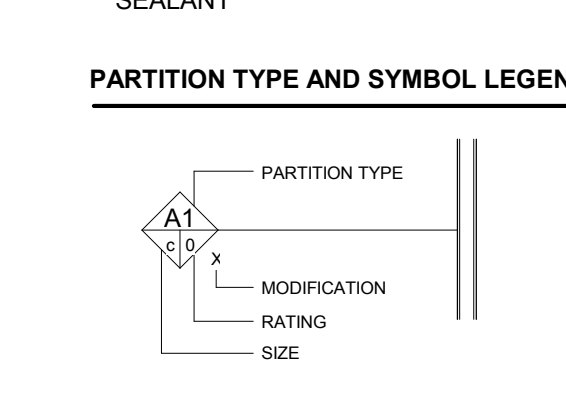 SEALANT
PARTITION TYPE AND SYMBOL LEGEN
PARTITION TYPE
A1
c 0
X
MODIFICATION
RATING
SIZE